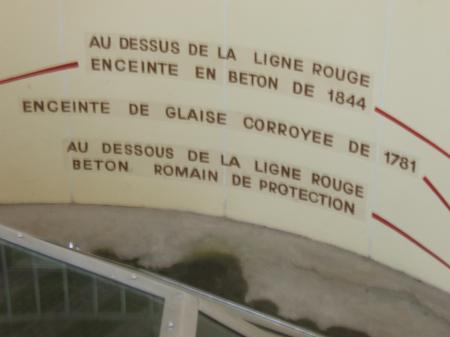 AU DESSUS DE LA LIGNE ROUGE
ENCEINTE EN BETON DE 1844
ENCEINTE DE GLAISE CORROYEE DE 1781
AU DESSOUS DE LA LIGNE ROUGE
BETON ROMAIN DE PROTECTION